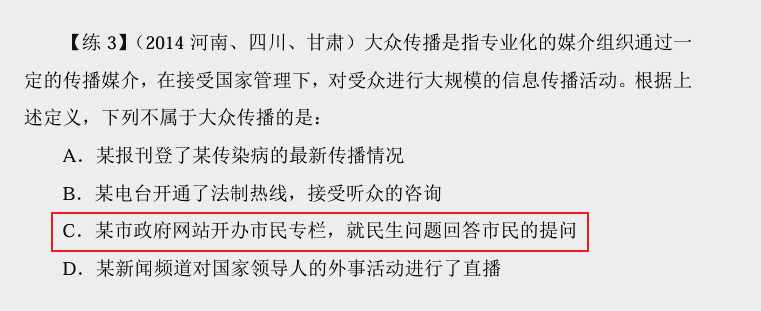 【练 3】（2014 河南、四川、甘肃）大众传播是指专业化的媒介组织通过一
定的传播媒介，在接受国家管理下，对受众进行大规模的信息传播活动。根据上
述定义，下列不属于大众传播的是：
A．某报刊登了某传染病的最新传播情况
B．某电台开通了法制热线，接受听众的咨询
C．某市政府网站开办市民专栏，就民生问题回答市民的提问
D．某新闻频道对国家领导人的外事活动进行了直播